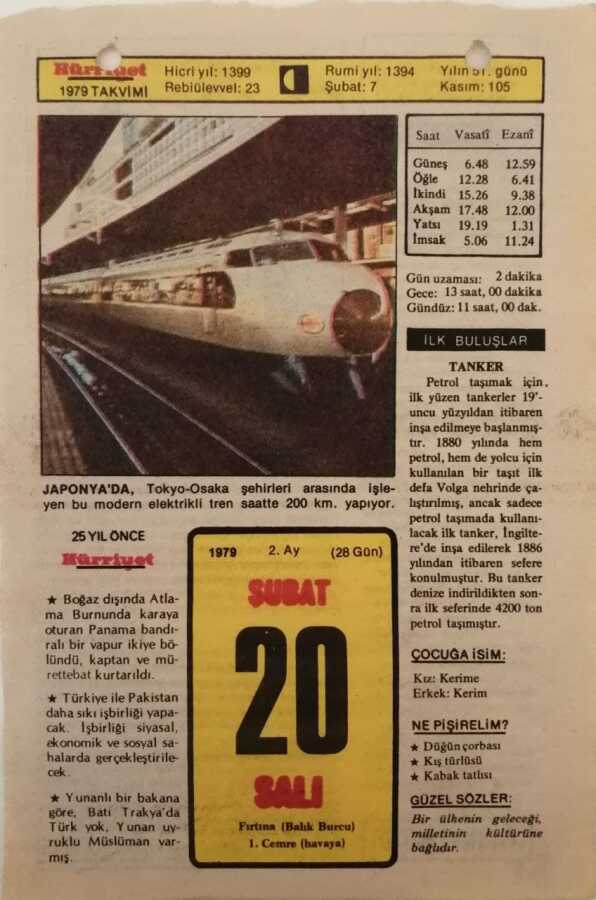 Hürriyet
1979 TAKVİMİ
Hicri yıl: 1399
Rebiülevvel: 23
Rumi yıl: 1394
Şubat: 7
Yılın 51. günü
Kasım: 105
Saat Vasatî Ezanî
Güneş 6.48 12.59
Öğle 12.28 6.41
İkindi 15.26 9.38
Akşam 17.48 12.00
Yatsı 19.19 1.31
İmsak 5.06 11.24
Gün uzaması: 2 dakika
Gece: 13 saat, 00 dakika
Gündüz: 11 saat, 00 dak.
JAPONYA'DA, Tokyo-Osaka şehirleri arasında işle-
yen bu modern elektrikli tren saatte 200 km. yapıyor.
İLK BULUŞLAR
TANKER
Petrol taşımak için,
ilk yüzen tankerler 19'-
uncu yüzyıldan itibaren
inşa edilmeye başlanmış-
tır. 1880 yılında hem
petrol, hem de yolcu için
kullanılan bir taşıt ilk
defa Volga nehrinde ça-
lıştırılmış, ancak sadece
petrol taşımada kullanı-
lacak ilk tanker, İngilte-
re'de inşa edilerek 1886
yılından itibaren sefere
konulmuştur. Bu tanker
denize indirildikten son-
ra ilk seferinde 4200 ton
petrol taşımıştır.
25 YIL ÖNCE
Hürriyet
★ Boğaz dışında Atla-
ma Burnunda karaya
oturan Panama bandı-
ralı bir vapur ikiye bö-
lündü, kaptan ve mü-
rettebat kurtarıldı.
★ Türkiye ile Pakistan
daha sıkı işbirliği yapa-
cak. İşbirliği siyasal,
ekonomik ve sosyal sa-
halarda gerçekleştirile-
cek.
★ Yunanlı bir bakana
göre, Batı Trakya'da
Türk yok, Yunan uy-
ruklu Müslüman var-
mış.
1979 2. Ay (28 Gün)
ŞUBAT
20
SALI
Fırtına (Balık Burcu)
1. Cemre (havaya)
ÇOCUĞA İSİM:
Kız: Kerime
Erkek: Kerim
NE PİŞİRELİM?
★ Düğün çorbası
★ Kış türlüsü
★ Kabak tatlısı
GÜZEL SÖZLER:
Bir ülkenin geleceği,
milletinin kültürüne
bağlıdır.